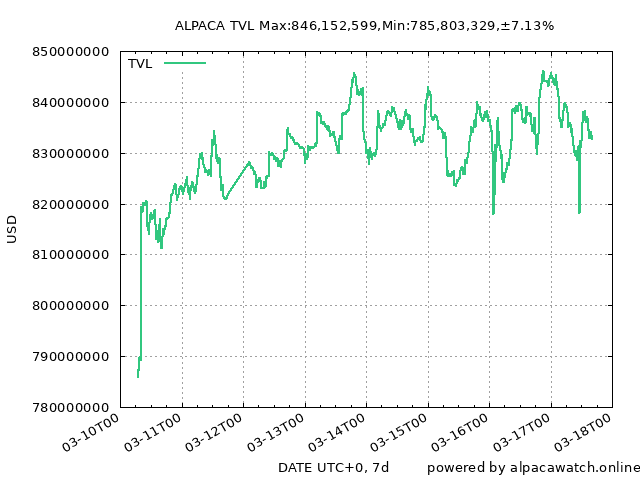 ALPACA TVL Max:846,152,599,Min:785,803,329,±7.13%
TVL
850000000
840000000
830000000
820000000
810000000
800000000
790000000
780000000
USD
03-10T00
03-11T00
03-12T00
03-13T00
03-14T00
03-15T00
03-16T00
03-17T00
03-18T00
DATE UTC+0, 7d
powered by alpacawatch.online